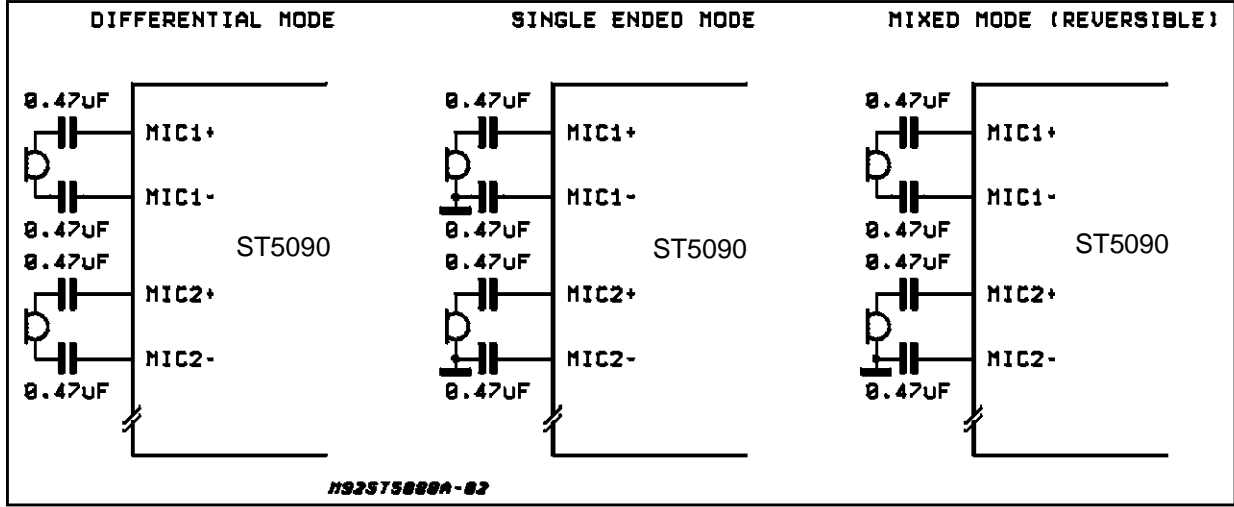 DIFFERENTIAL MODE
0.47uF
MIC1+
MIC1-
0.47uF
ST5090
0.47uF
MIC2+
MIC2-
0.47uF
SINGLE ENDED MODE
0.47uF
MIC1+
MIC1-
0.47uF
ST5090
0.47uF
MIC2+
MIC2-
0.47uF
MIXED MODE (REVERSIBLE)
0.47uF
MIC1+
MIC1-
0.47uF
ST5090
0.47uF
MIC2+
MIC2-
0.47uF
M92ST5080A-02